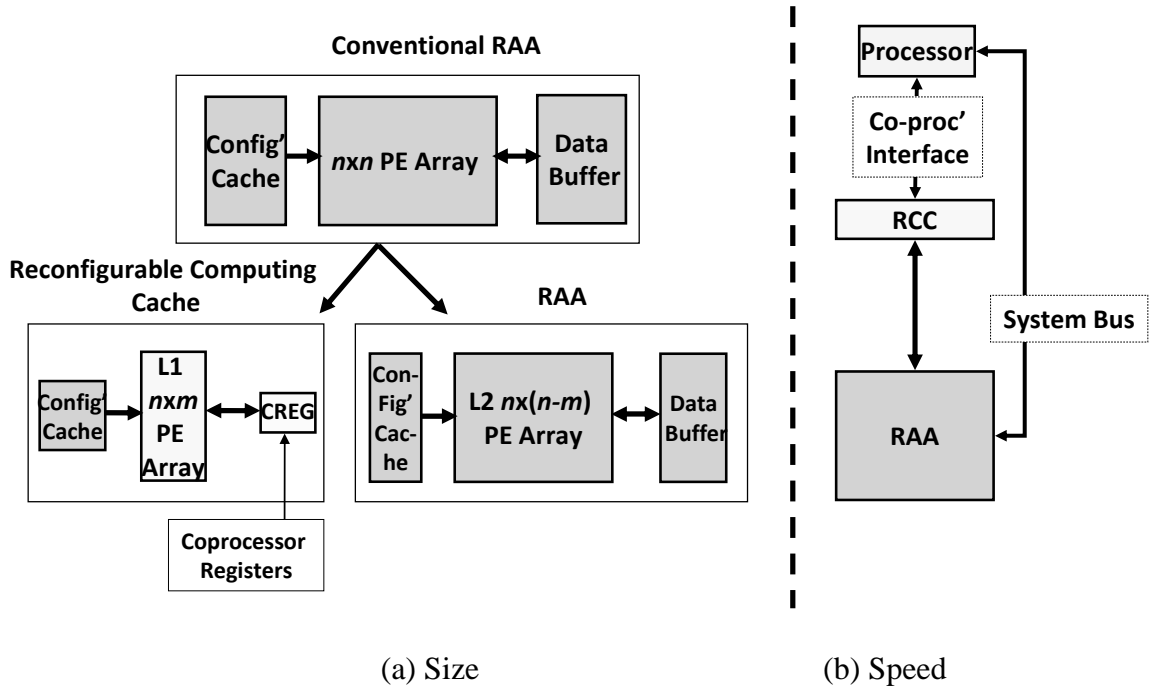 Conventional RAA
Config'
Cache
nxn PE Array
Data
Buffer
Reconfigurable Computing
Cache
Config'
Cache
L1
nxm
PE
Array
CREG
Coprocessor
Registers
RAA
Con-
Fig'
Cac-
he
L2 nx(n-m)
PE Array
Data
Buffer
(a) Size
Processor
Co-proc'
Interface
RCC
System Bus
RAA
(b) Speed